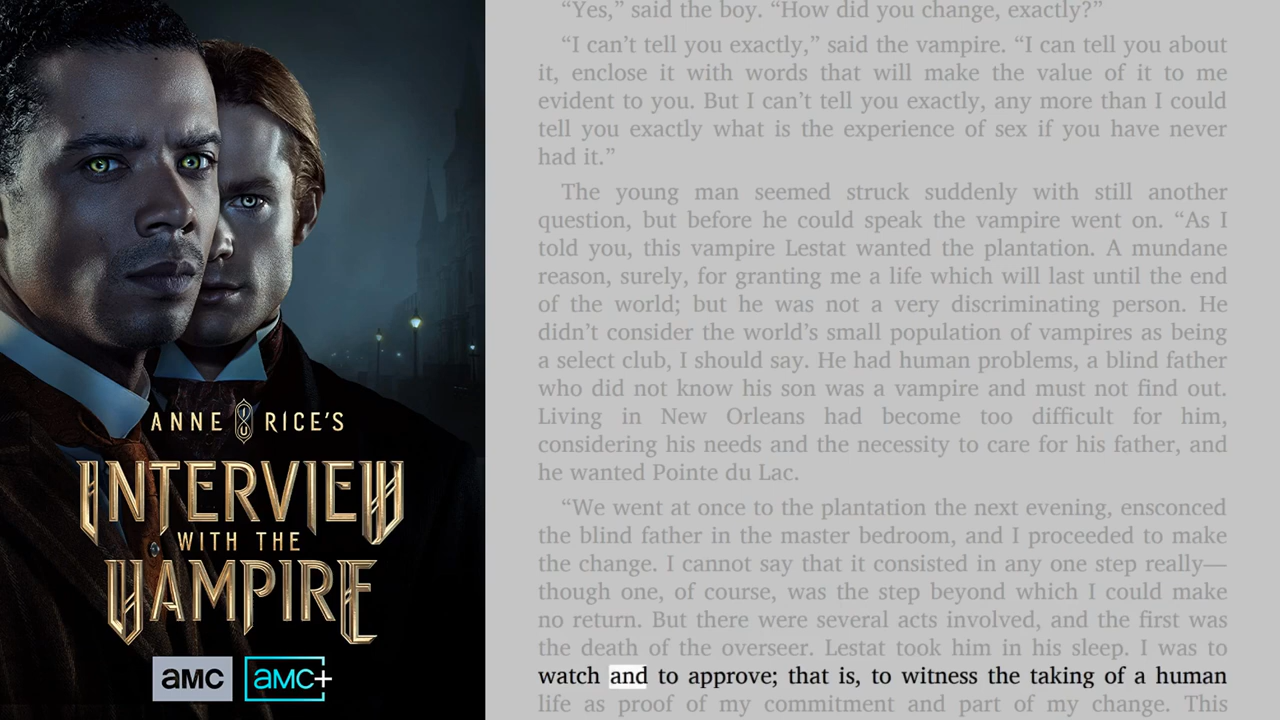 ANNE RICE'S
INTERVIEW
WITH THE
VAMPIRE
aMC
aMC+
“Yes,” said the boy. “How did you change, exactly?”
“I can’t tell you exactly,” said the vampire. “I can tell you about
it, enclose it with words that will make the value of it to me
evident to you. But I can’t tell you exactly, any more than I could
tell you exactly what is the experience of sex if you have never
had it.”
The young man seemed struck suddenly with still another
question, but before he could speak the vampire went on. “As I
told you, this vampire Lestat wanted the plantation. A mundane
reason, surely, for granting me a life which will last until the end
of the world; but he was not a very discriminating person. He
didn’t consider the world’s small population of vampires as being
a select club, I should say. He had human problems, a blind father
who did not know his son was a vampire and must not find out.
Living in New Orleans had become too difficult for him,
considering his needs and the necessity to care for his father, and
he wanted Pointe du Lac.
“We went at once to the plantation the next evening, ensconced
the blind father in the master bedroom, and I proceeded to make
the change. I cannot say that it consisted in any one step really—
though one, of course, was the step beyond which I could make
no return. But there were several acts involved, and the first was
the death of the overseer. Lestat took him in his sleep. I was to
watch and to approve; that is, to witness the taking of a human
life as proof of my commitment and part of my change. This